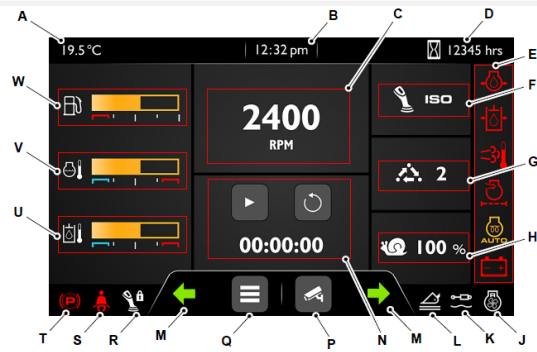 A
B
C
D
19.5°C
12:32 pm
12345 hrs
E
W
F
ISO
2400
RPM
V
G
2
U
H
00:00:00
100 %
AUTO
P
T
S
R
M
Q
P
N
M
L
K
J